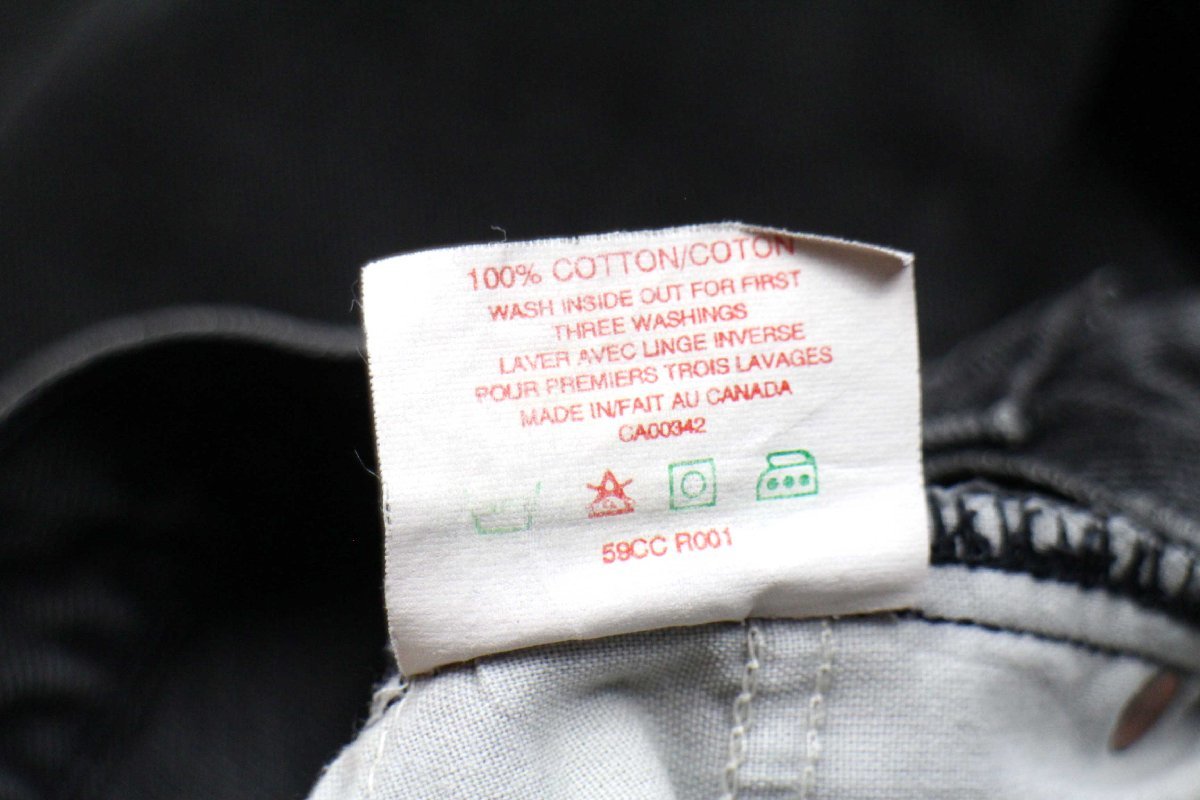 100% COTTON/COTON
WASH INSIDE OUT FOR FIRST
THREE WASHINGS
LAVER AVEC LINGE INVERSE
POUR PREMIERS TROIS LAVAGES
MADE IN/FAIT AU CANADA
CA00342
59CC R001